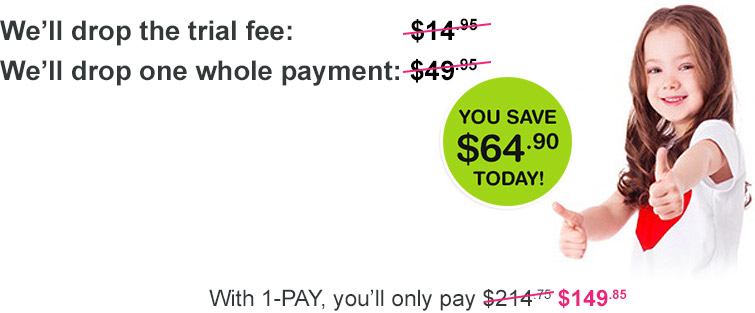 We’ll drop the trial fee: $14.95
We’ll drop one whole payment: $49.95
YOU SAVE
$64.90
TODAY!
With 1-PAY, you’ll only pay $214.75 $149.85